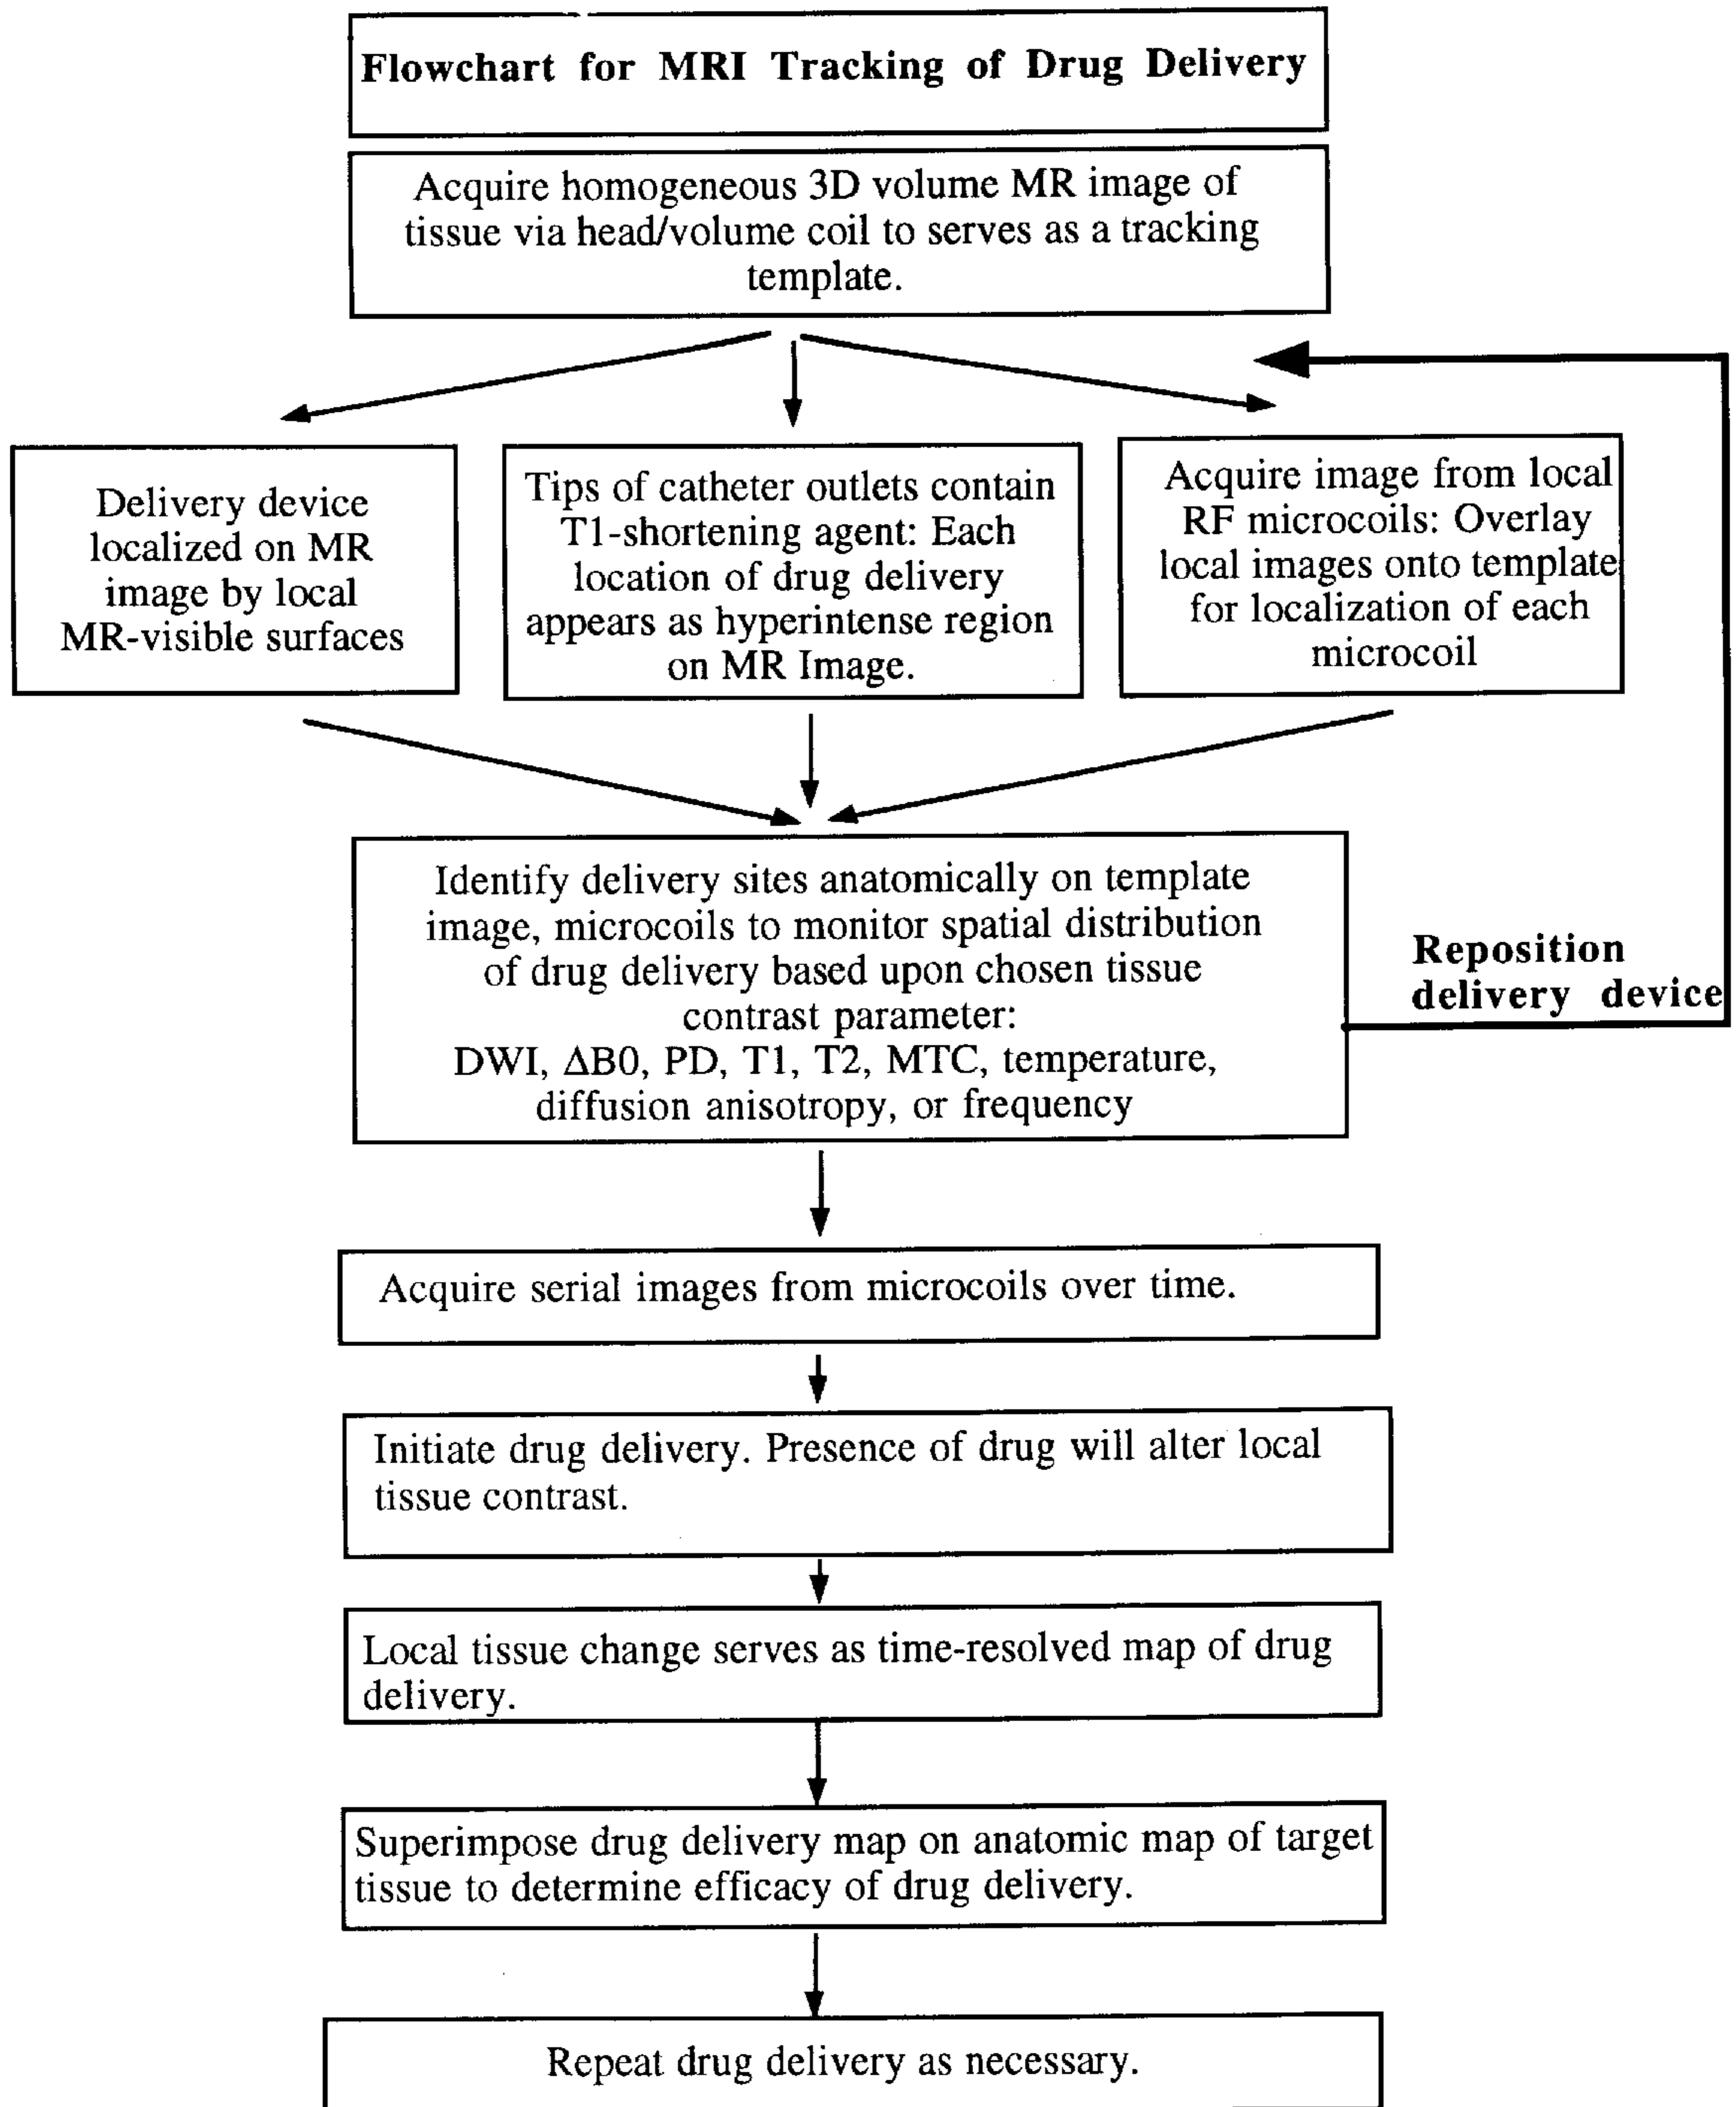 Flowchart for MRI Tracking of Drug Delivery
Acquire homogeneous 3D volume MR image of
tissue via head/volume coil to serves as a tracking
template.
Delivery device
localized on MR
image by local
MR-visible surfaces
Tips of catheter outlets contain
T1-shortening agent: Each
location of drug delivery
appears as hyperintense region
on MR Image.
Acquire image from local
RF microcoils: Overlay
local images onto template
for localization of each
microcoil
Identify delivery sites anatomically on template
image, microcoils to monitor spatial distribution
of drug delivery based upon chosen tissue
contrast parameter:
DWI, ΔB0, PD, T1, T2, MTC, temperature,
diffusion anisotropy, or frequency
Reposition
delivery device
Acquire serial images from microcoils over time.
Initiate drug delivery. Presence of drug will alter local
tissue contrast.
Local tissue change serves as time-resolved map of drug
delivery.
Superimpose drug delivery map on anatomic map of target
tissue to determine efficacy of drug delivery.
Repeat drug delivery as necessary.